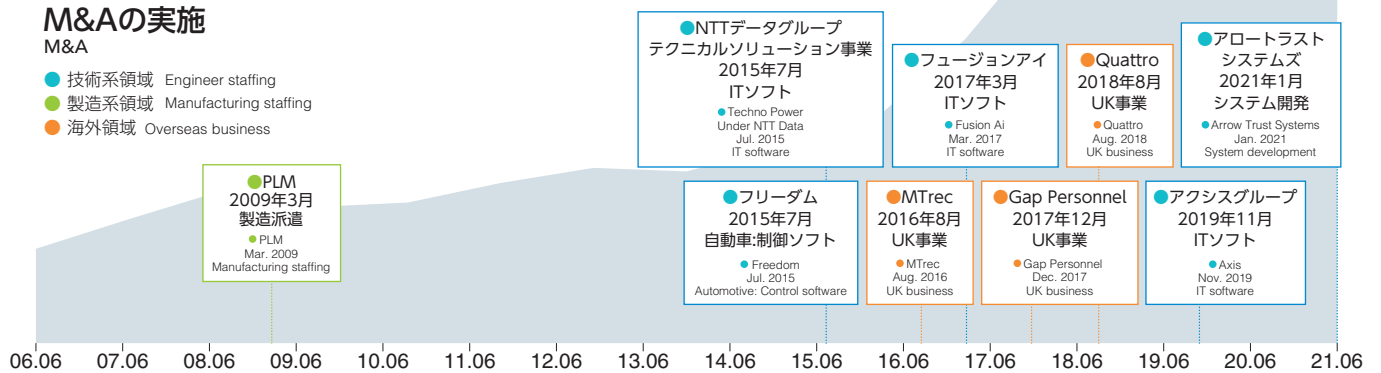 M&Aの実施
M&A
技術系領域 Engineer staffing
製造系領域 Manufacturing staffing
海外領域 Overseas business
PLM
2009年3月
製造派遣
PLM
Mar. 2009
Manufacturing staffing
NTTデータグループ
テクニカルソリューション事業
2015年7月
ITソフト
Techno Power
Under NTT Data
Jul. 2015
IT software
フュージョンアイ
2017年3月
ITソフト
Fusion Ai
Mar. 2017
IT software
Quattro
2018年8月
UK事業
Quattro
Aug. 2018
UK business
アロートラスト
システムズ
2021年1月
システム開発
Arrow Trust Systems
Jan. 2021
System development
フリーダム
2015年7月
自動車:制御ソフト
Freedom
Jul. 2015
Automotive: Control software
MTrec
2016年8月
UK事業
MTrec
Aug. 2016
UK business
Gap Personnel
2017年12月
UK事業
Gap Personnel
Dec. 2017
UK business
アクシスグループ
2019年11月
ITソフト
Axis
Nov. 2019
IT software
06.06 07.06 08.06 09.06 10.06 11.06 12.06 13.06 14.06 15.06 16.06 17.06 18.06 19.06 20.06 21.06